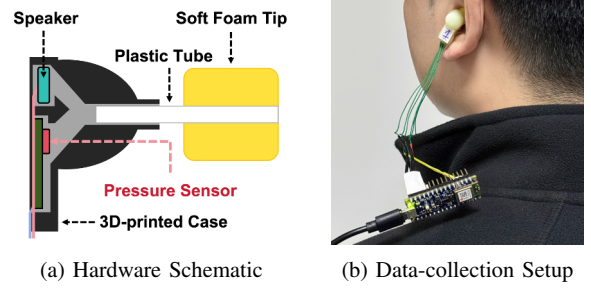 Speaker
Soft Foam Tip
Plastic Tube
Pressure Sensor
3D-printed Case
(a) Hardware Schematic
(b) Data-collection Setup